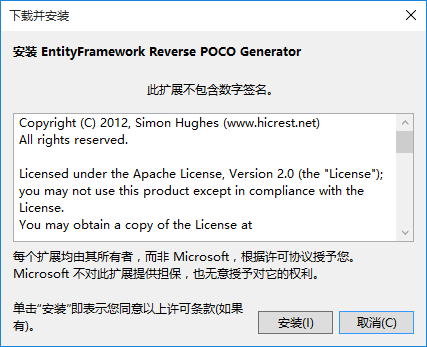 下载并安装
安装 EntityFramework Reverse POCO Generator
此扩展不包含数字签名。
Copyright (C) 2012, Simon Hughes (www.hicrest.net)
All rights reserved.
Licensed under the Apache License, Version 2.0 (the "License");
you may not use this product except in compliance with the
License.
You may obtain a copy of the License at
每个扩展均由其所有者，而非 Microsoft，根据许可协议授予您。
Microsoft 不对此扩展提供担保，也无意授予对它的权利。
单击“安装”即表示您同意以上许可条款(如果
有)。
安装(I)
取消(C)